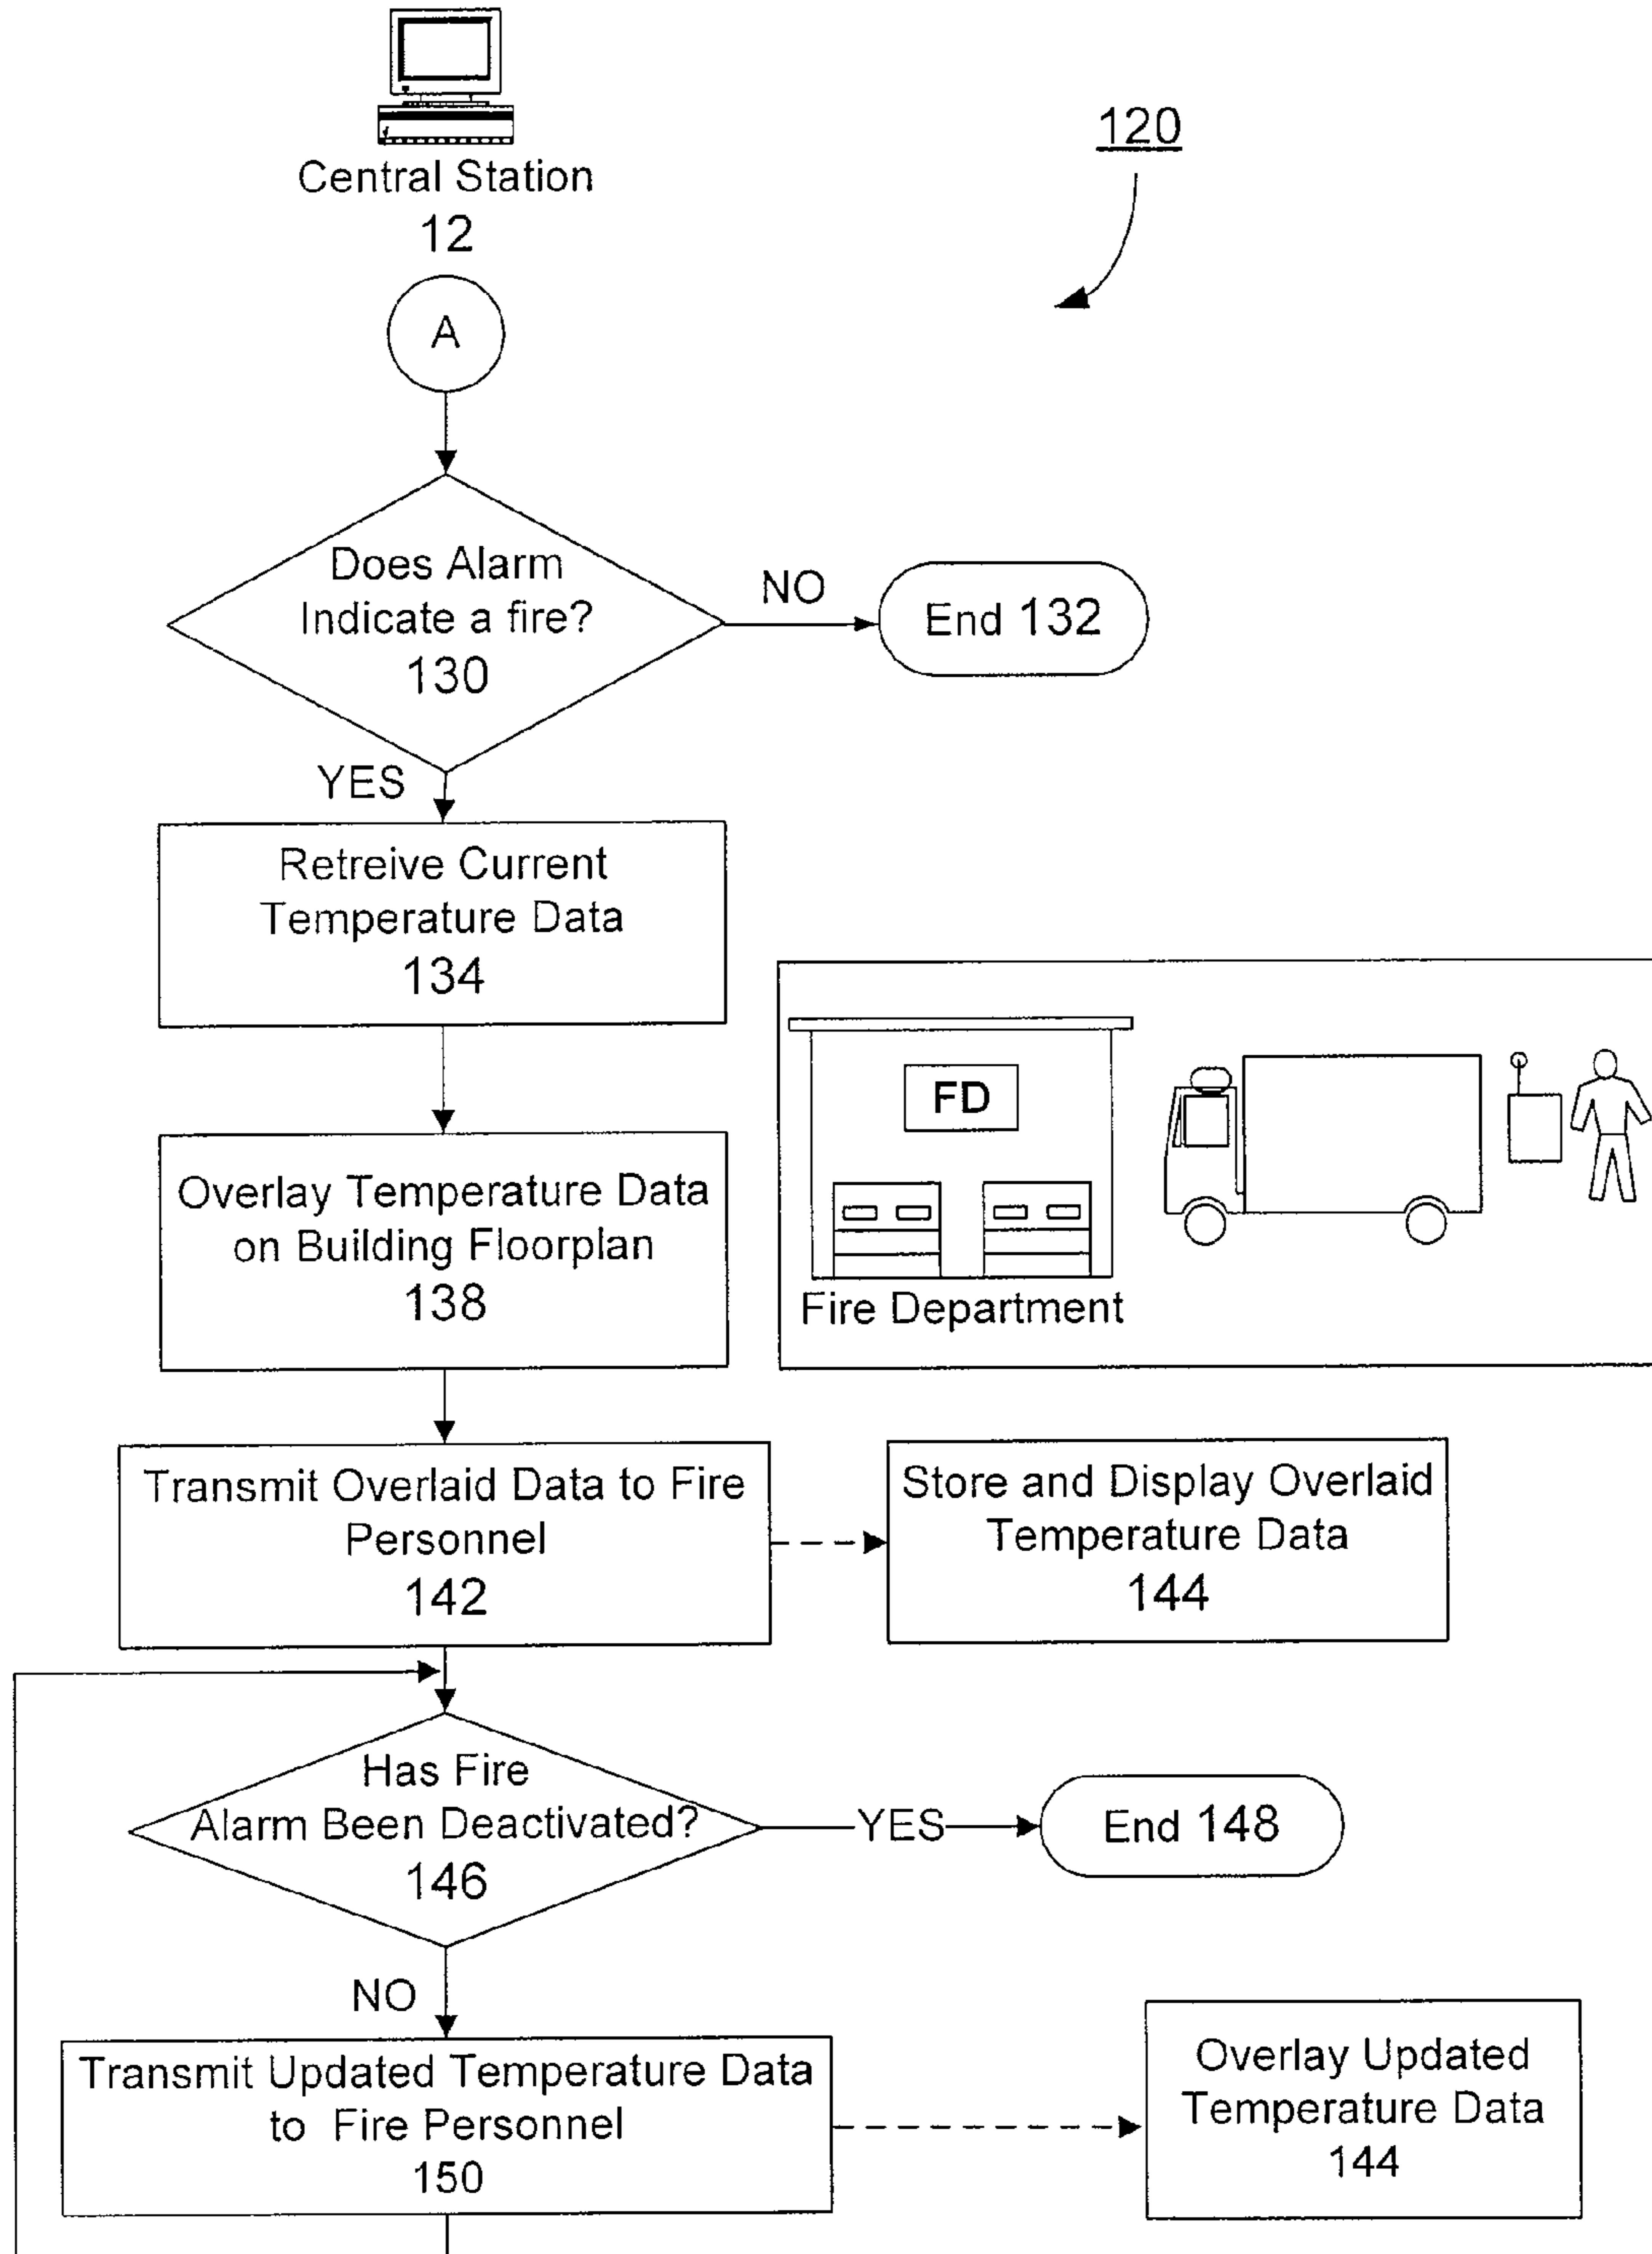 Central Station
12
120
A
Does Alarm
Indicate a fire?
130
NO
End 132
YES
Retreive Current
Temperature Data
134
FD
Fire Department
Overlay Temperature Data
on Building Floorplan
138
Transmit Overlaid Data to Fire
Personnel
142
Store and Display Overlaid
Temperature Data
144
Has Fire
Alarm Been Deactivated?
146
YES
End 148
NO
Transmit Updated Temperature Data
to Fire Personnel
150
Overlay Updated
Temperature Data
144